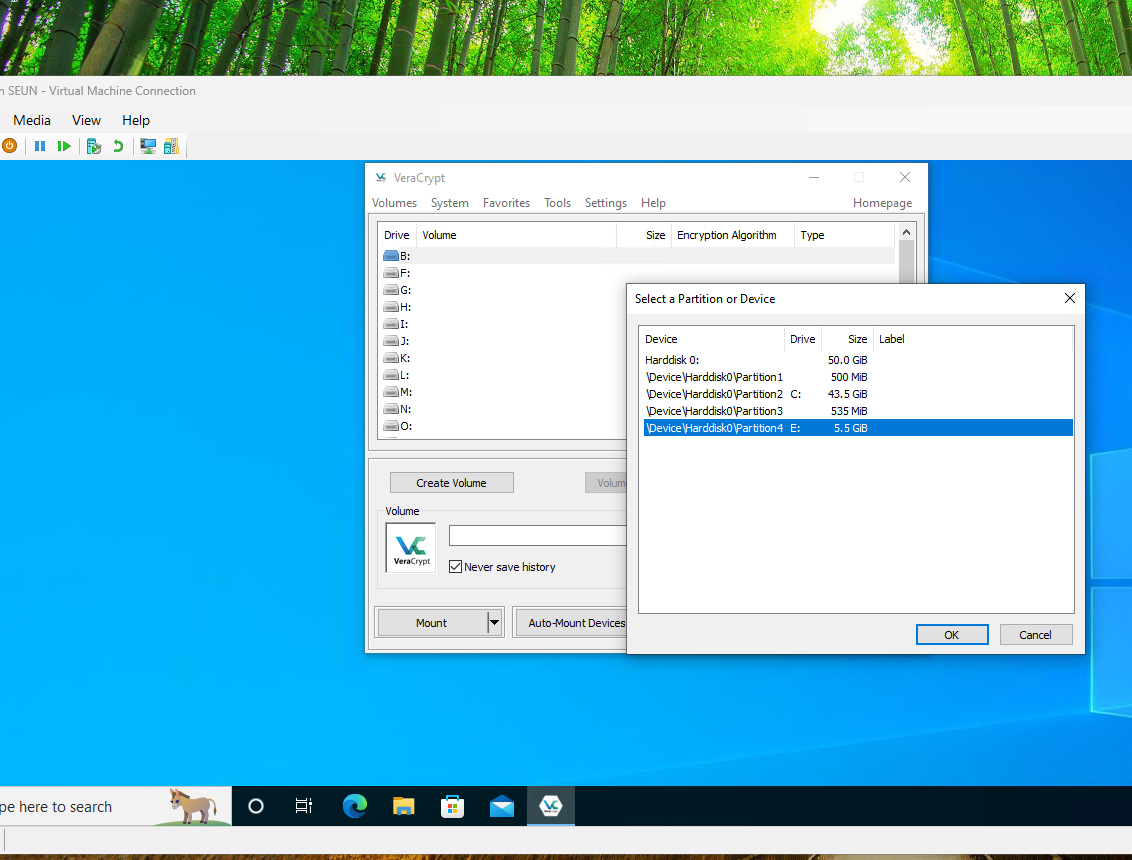 SEUN - Virtual Machine Connection
Media View Help
VeraCrypt
Volumes System Favorites Tools Settings Help Homepage
Drive Volume Size Encryption Algorithm Type
B:
F:
G:
H:
I:
J:
K:
L:
M:
N:
O:
Create Volume
Volume
VeraCrypt
Never save history
Mount Auto-Mount Devices
Select a Partition or Device
Device Drive Size Label
Harddisk 0: 50.0 GiB
\Device\Harddisk0\Partition1 500 MiB
\Device\Harddisk0\Partition2 C: 43.5 GiB
\Device\Harddisk0\Partition3 535 MiB
\Device\Harddisk0\Partition4 E: 5.5 GiB
OK Cancel
here to search